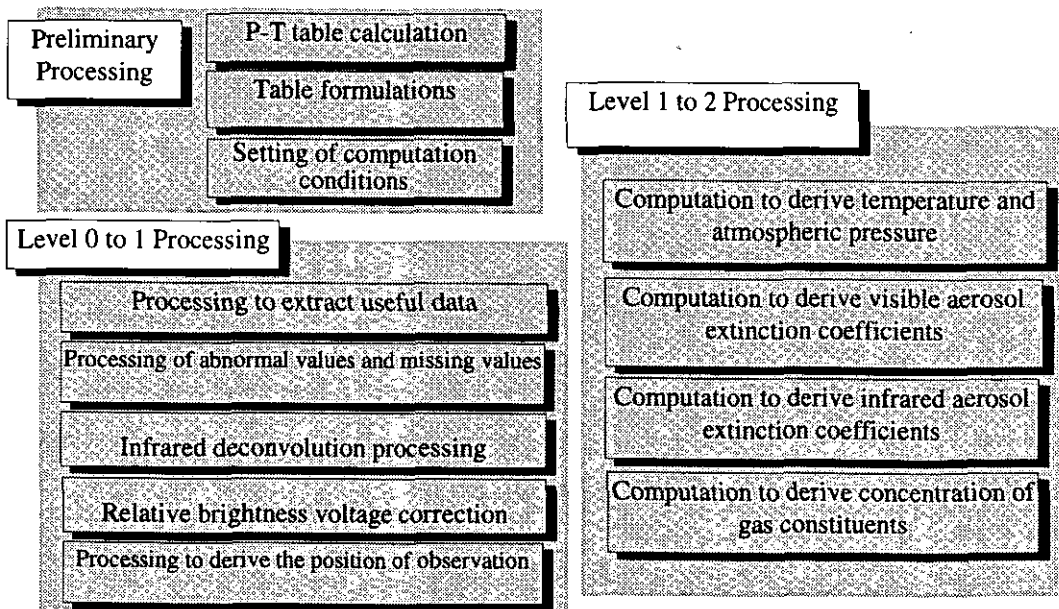 Preliminary
Processing
P-T table calculation
Table formulations
Setting of computation
conditions
Level 0 to 1 Processing
Processing to extract useful data
Processing of abnormal values and missing values
Infrared deconvolution processing
Relative brightness voltage correction
Processing to derive the position of observation
Level 1 to 2 Processing
Computation to derive temperature and
atmospheric pressure
Computation to derive visible aerosol
extinction coefficients
Computation to derive infrared aerosol
extinction coefficients
Computation to derive concentration of
gas constituents